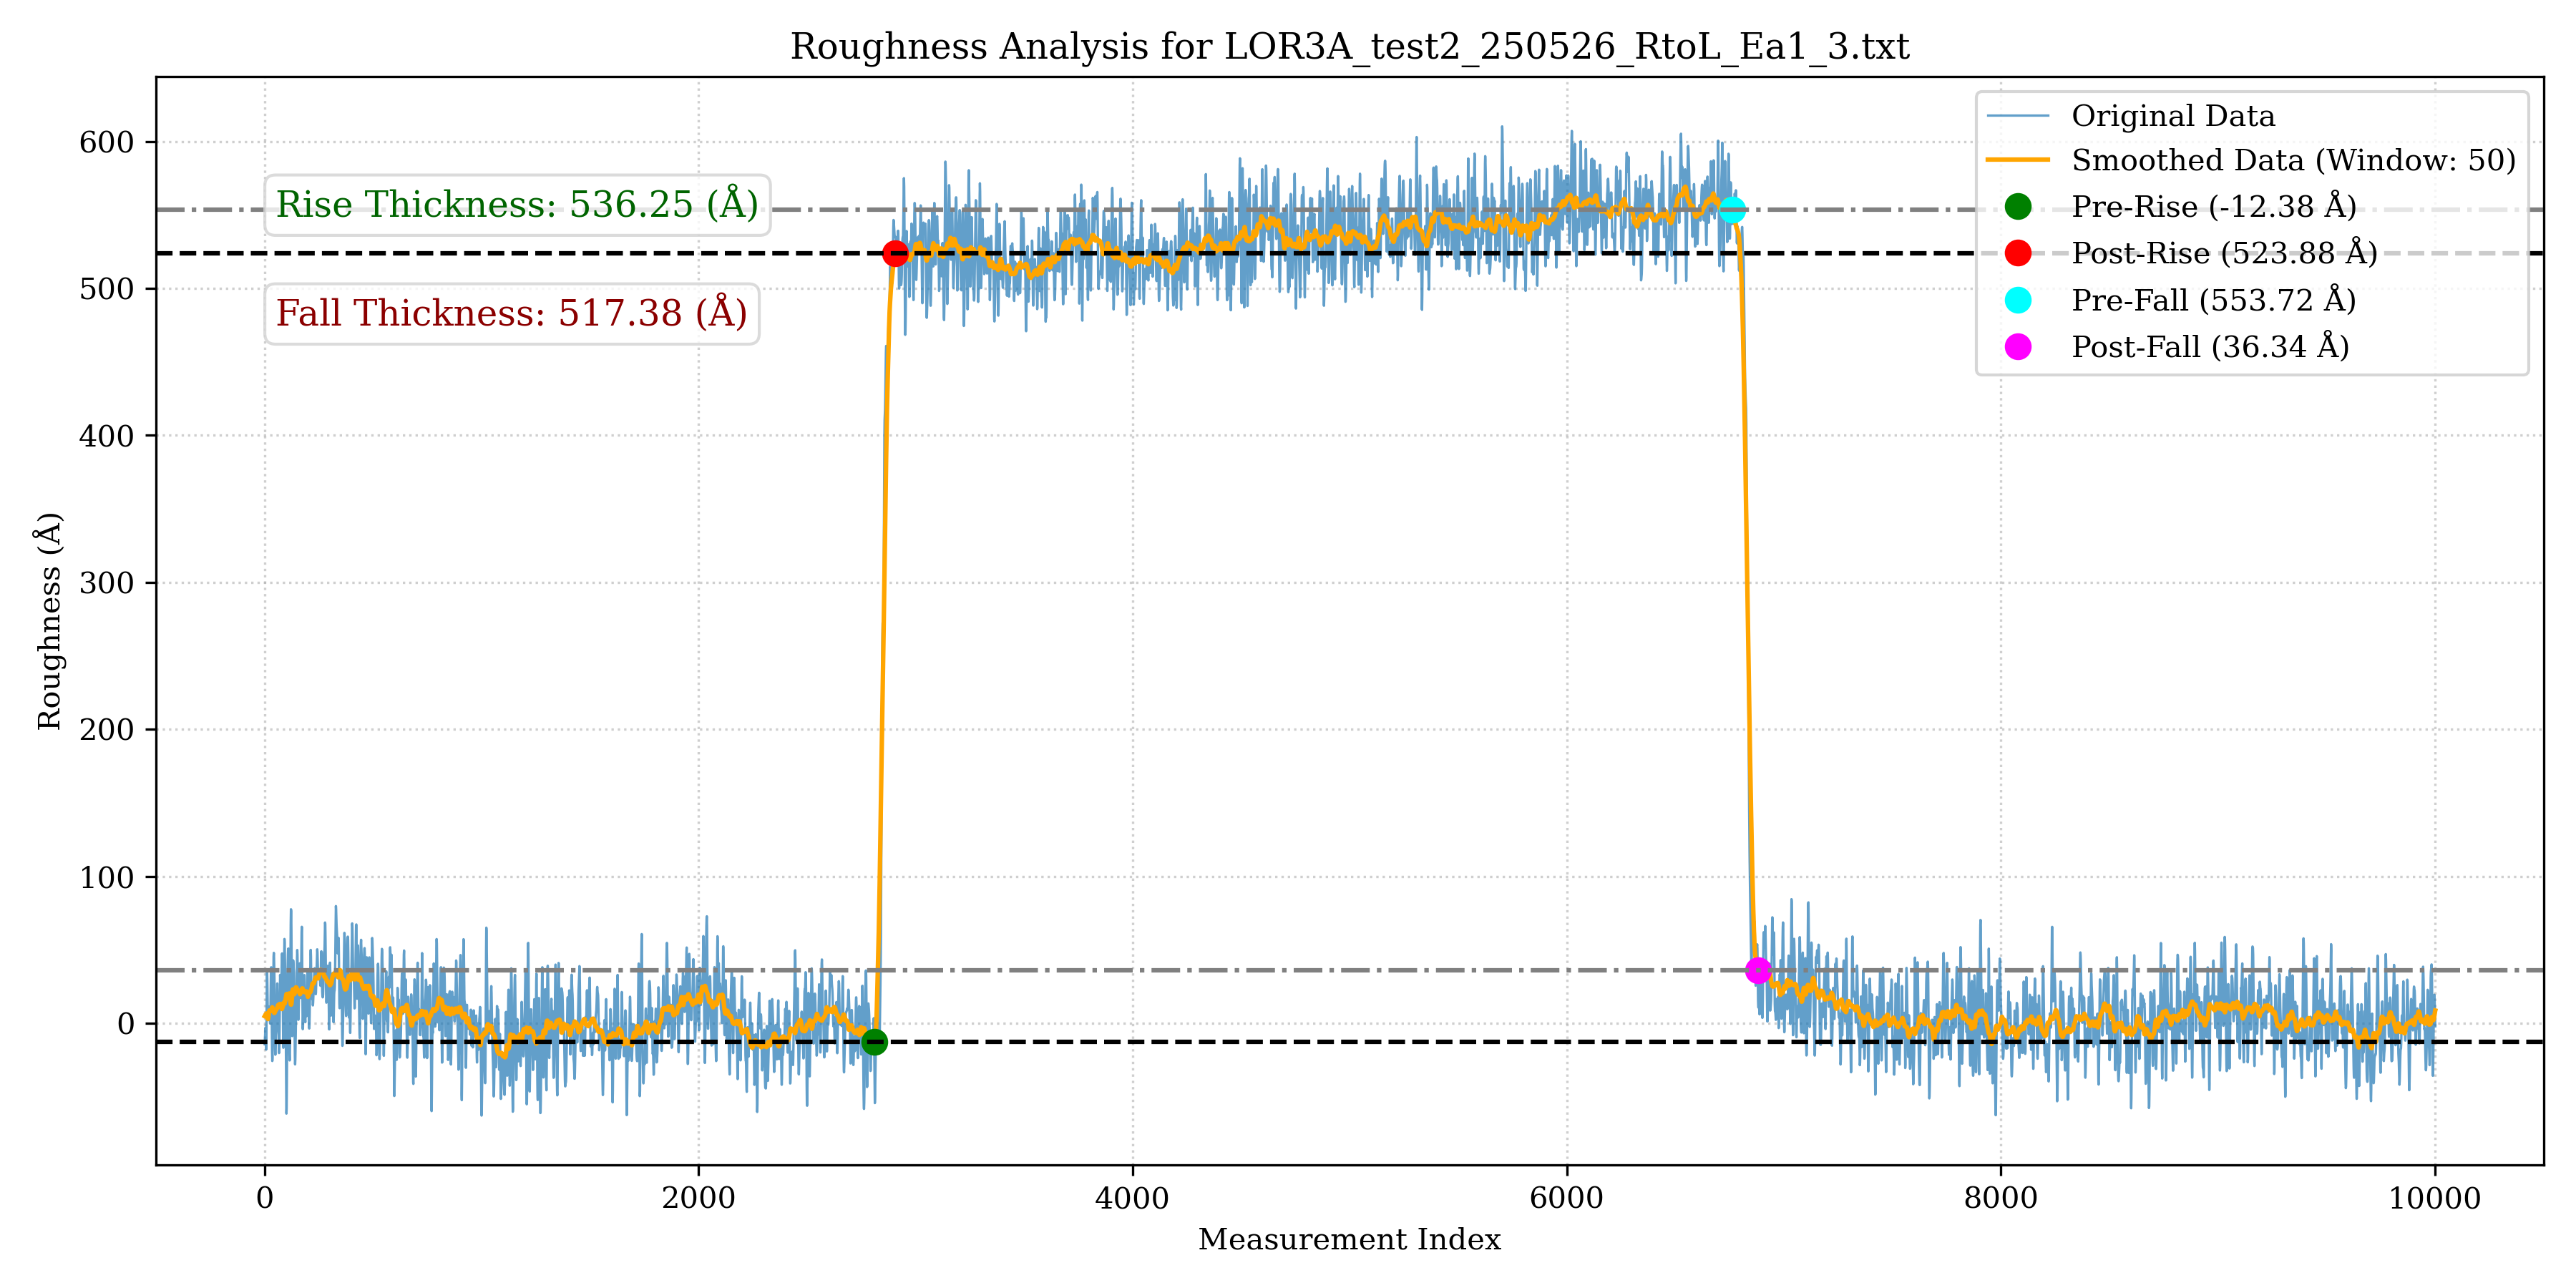 Roughness Analysis for LOR3A_test2_250526_RtoL_Ea1_3.txt
Original Data
Smoothed Data (Window: 50)
Pre-Rise (-12.38 Å)
Post-Rise (523.88 Å)
Pre-Fall (553.72 Å)
Post-Fall (36.34 Å)
Rise Thickness: 536.25 (Å)
Fall Thickness: 517.38 (Å)
Roughness (Å)
600
500
400
300
200
100
0
0
2000
4000
6000
8000
10000
Measurement Index